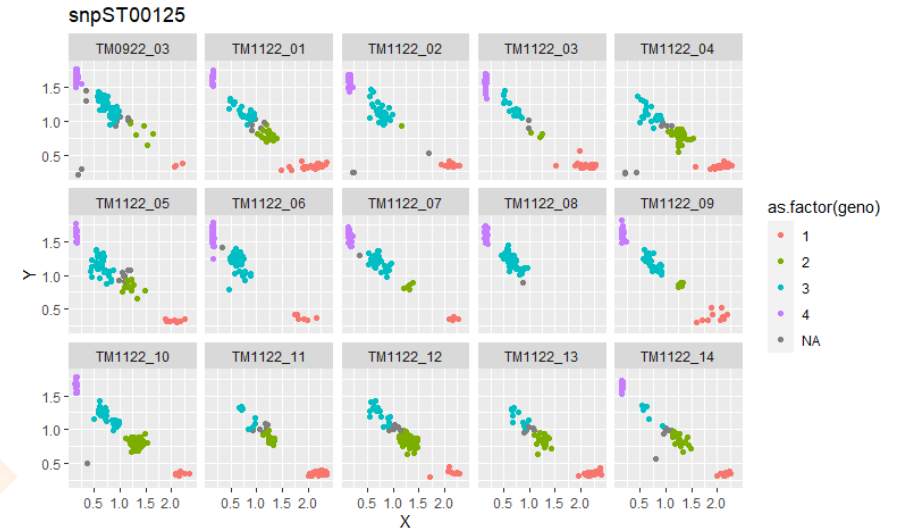 snpST00125
TM0922_03 TM1122_01 TM1122_02 TM1122_03 TM1122_04
1.5
1.0
0.5
TM1122_05 TM1122_06 TM1122_07 TM1122_08 TM1122_09
1.5
1.0
0.5
Y
TM1122_10 TM1122_11 TM1122_12 TM1122_13 TM1122_14
1.5
1.0
0.5
0.5 1.0 1.5 2.0 0.5 1.0 1.5 2.0 0.5 1.0 1.5 2.0 0.5 1.0 1.5 2.0 0.5 1.0 1.5 2.0
X
as.factor(geno)
1
2
3
4
NA